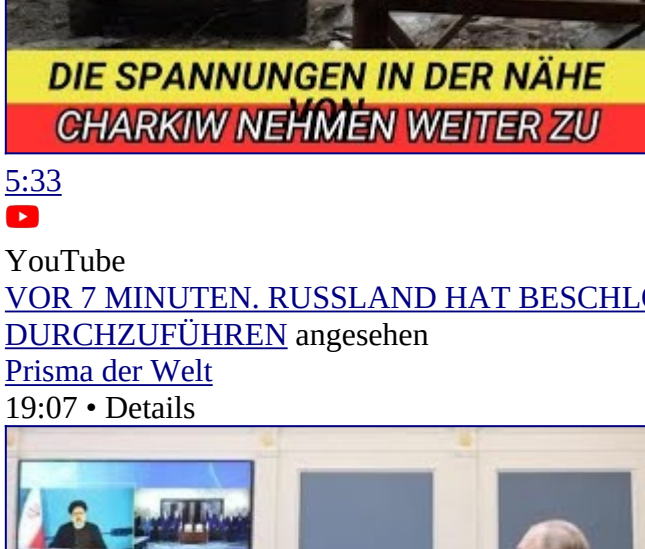 DIE SPANNUNGEN IN DER NÄHE
VON
CHARKIW NEHMEN WEITER ZU
5:33
YouTube
VOR 7 MINUTEN. RUSSLAND HAT BESCHL
DURCHZUFÜHREN angesehen
Prisma der Welt
19:07 • Details